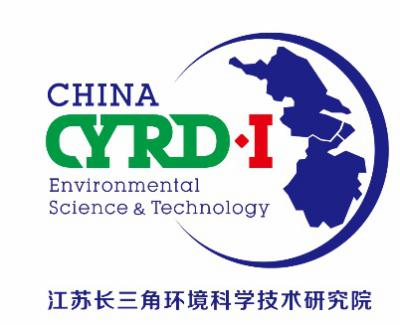 CHINA
CYRD·I
Environmental
Science & Technology
江苏长三角环境科学技术研究院